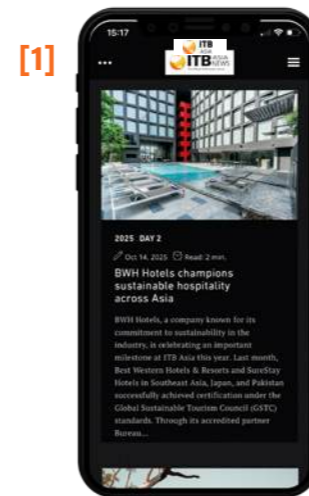 [1]
15:17
ITB
ASIA
ITB ASIA
NEWS
2025 DAY 2
Oct 14, 2025 Read: 2 min.
BWH Hotels champions
sustainable hospitality
across Asia
BWH Hotels, a company known for its
commitment to sustainability in the
industry, is celebrating an important
milestone at ITB Asia this year. Last month,
Best Western Hotels & Resorts and SureStay
Hotels in Southeast Asia, Japan, and Pakistan
successfully achieved certification under the
Global Sustainable Tourism Council (GSTC)
standards. Through its accredited partner
Bureau...